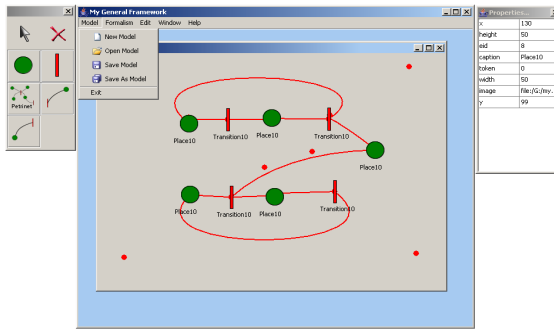 My General Framework
Model Formalism Edit Window Help
New Model
Open Model
Save Model
Save As Model
Exit
Petrinet
Place10
Transition10
Place10
Transition10
Place10
Place10
Transition10
Place10
Transition10
Properties...
x 130
height 50
eid 8
caption Place10
token 0
width 50
image file:/G:/my.
y 99